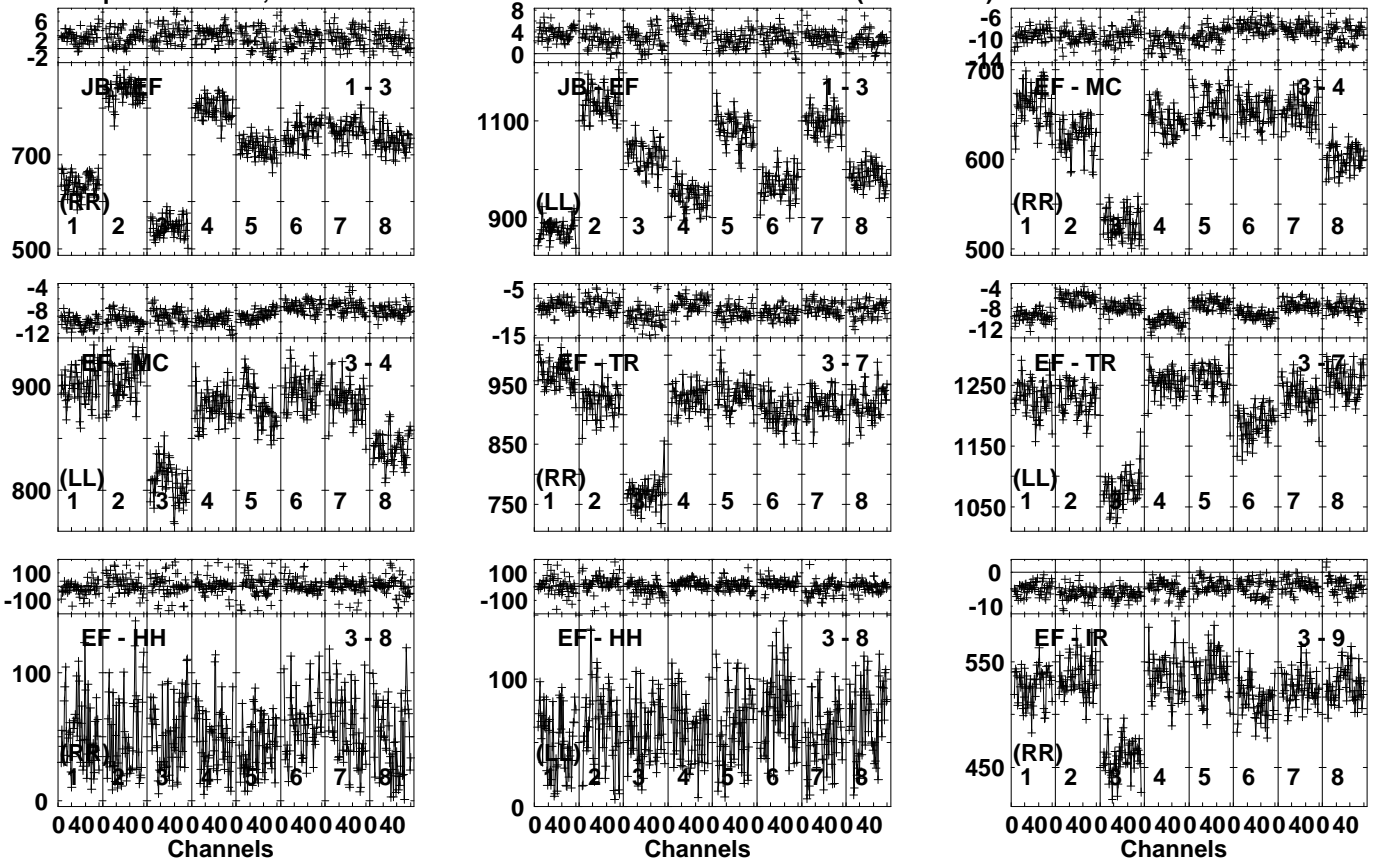 6
2
-2
JB - EF 1 - 3
700
500
(RR)
1 2 3 4 5 6 7 8
8
4
0
JB - EF 1 - 3
1100
900
(LL)
1 2 3 4 5 6 7 8
-6
-10
-14
700
EF - MC 3 - 4
600
500
(RR)
1 2 3 4 5 6 7 8
-4
-8
-12
EF - MC 3 - 4
900
800
(LL)
1 2 3 4 5 6 7 8
-5
-15
EF - TR 3 - 7
950
850
750
(RR)
1 2 3 4 5 6 7 8
-4
-8
-12
EF - TR 3 - 7
1250
1150
1050
(LL)
1 2 3 4 5 6 7 8
100
-100
EF - HH 3 - 8
100
0
(RR)
1 2 3 4 5 6 7 8
0 40 0 40 0 40 0 40 0 40 0 40 0 40 0 40
Channels
100
-100
EF - HH 3 - 8
100
0
(LL)
1 2 3 4 5 6 7 8
0 40 0 40 0 40 0 40 0 40 0 40 0 40 0 40
Channels
0
-10
EF - IR 3 - 9
550
450
(RR)
1 2 3 4 5 6 7 8
0 40 0 40 0 40 0 40 0 40 0 40 0 40 0 40
Channels